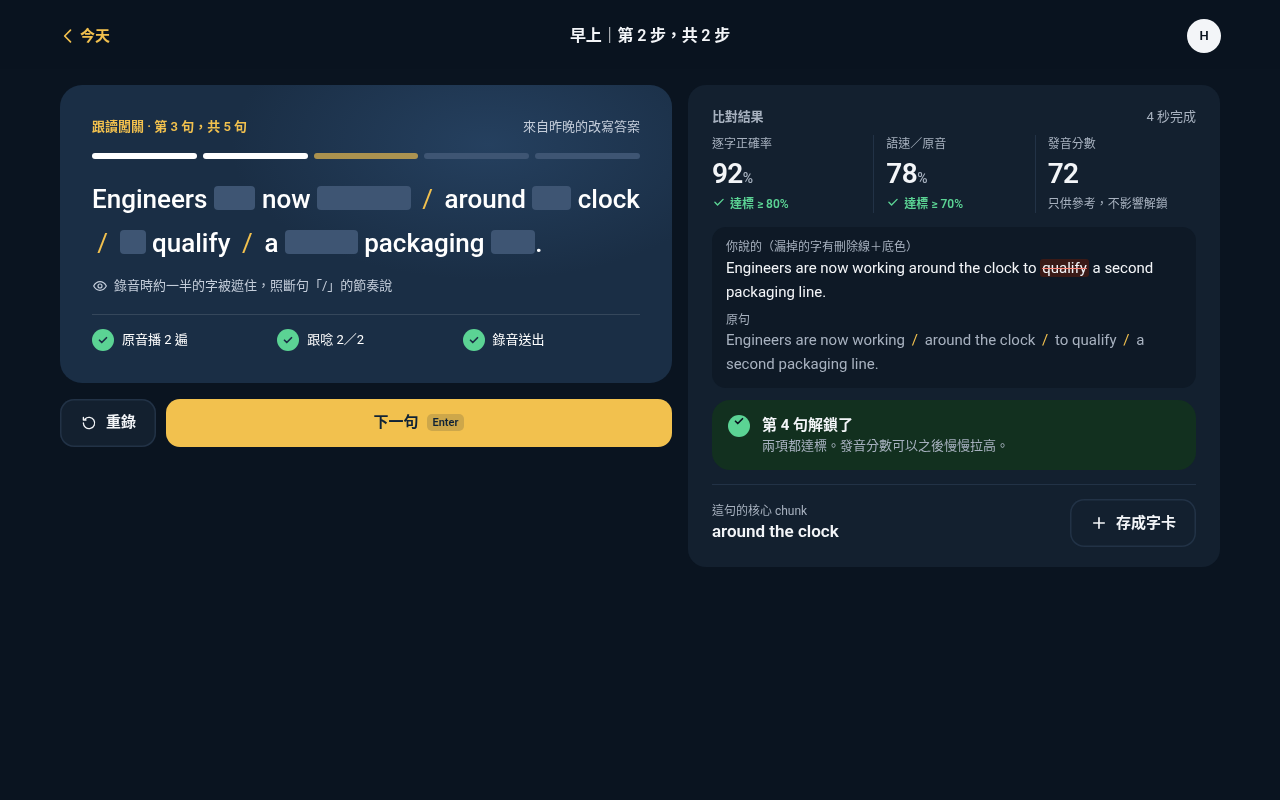 今天
早上｜第 2 步，共 2 步
H
跟讀闖關 · 第 3 句，共 5 句
來自昨晚的改寫答案
Engineers now / around clock
/ qualify / a packaging .
錄音時約一半的字被遮住，照斷句「/」的節奏說
原音播 2 遍
跟唸 2／2
錄音送出
重錄
下一句 Enter
比對結果
4 秒完成
逐字正確率
92%
達標 ≥ 80%
語速／原音
78%
達標 ≥ 70%
發音分數
72
只供參考，不影響解鎖
你說的（漏掉的字有刪除線＋底色）
Engineers are now working around the clock to qualify a second
packaging line.
原句
Engineers are now working / around the clock / to qualify / a
second packaging line.
第 4 句解鎖了
兩項都達標。發音分數可以之後慢慢拉高。
這句的核心 chunk
around the clock
存成字卡